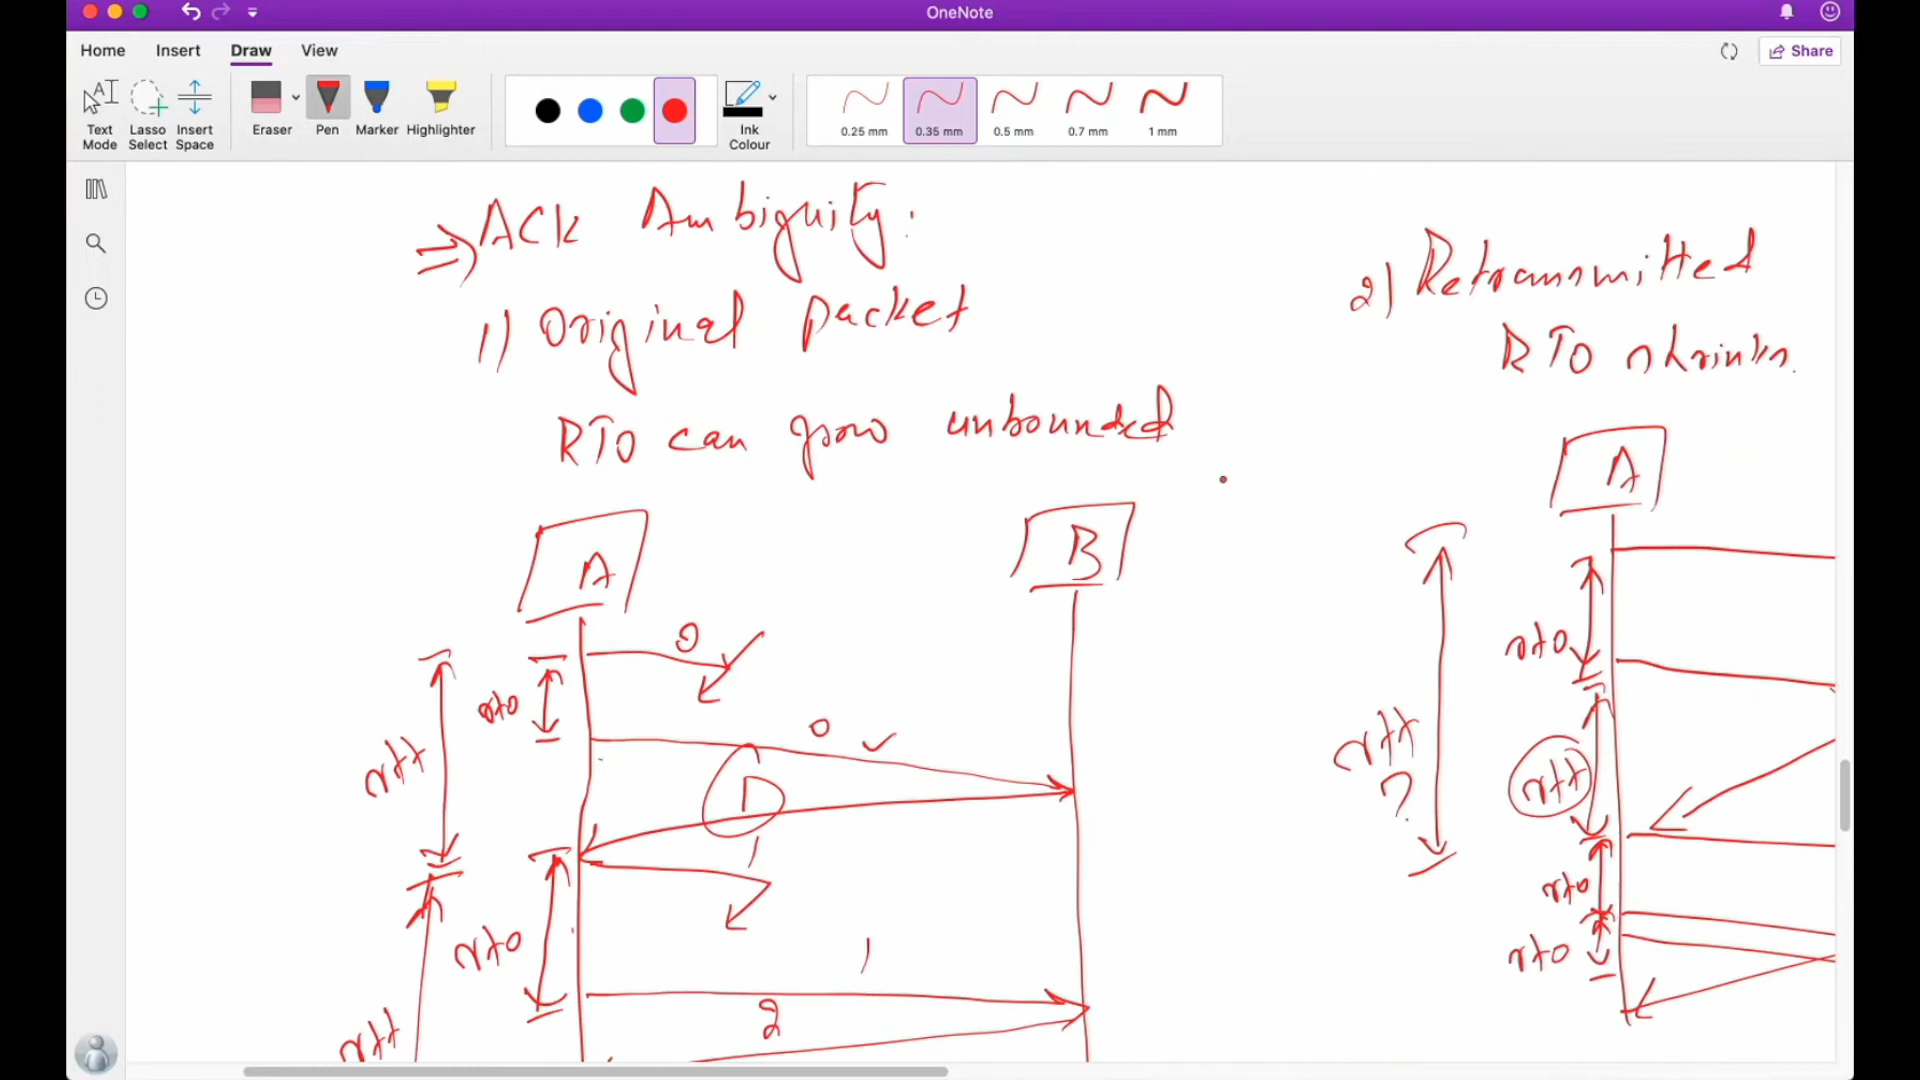 OneNote
Home Insert Draw View
Share
Text Mode
Lasso Select
Insert Space
Eraser
Pen
Marker
Highlighter
Ink Colour
0.25 mm
0.35 mm
0.5 mm
0.7 mm
1 mm
⇒ ACK Ambiguity:
1) Original packet
RTO can grow unbounded
A
B
0
rto
rtt
0 ✓
1
1
rto
1
2
rtt
2) Retransmitted
RTO shrinks.
A
rto
rtt
?
rtt
rto
rto